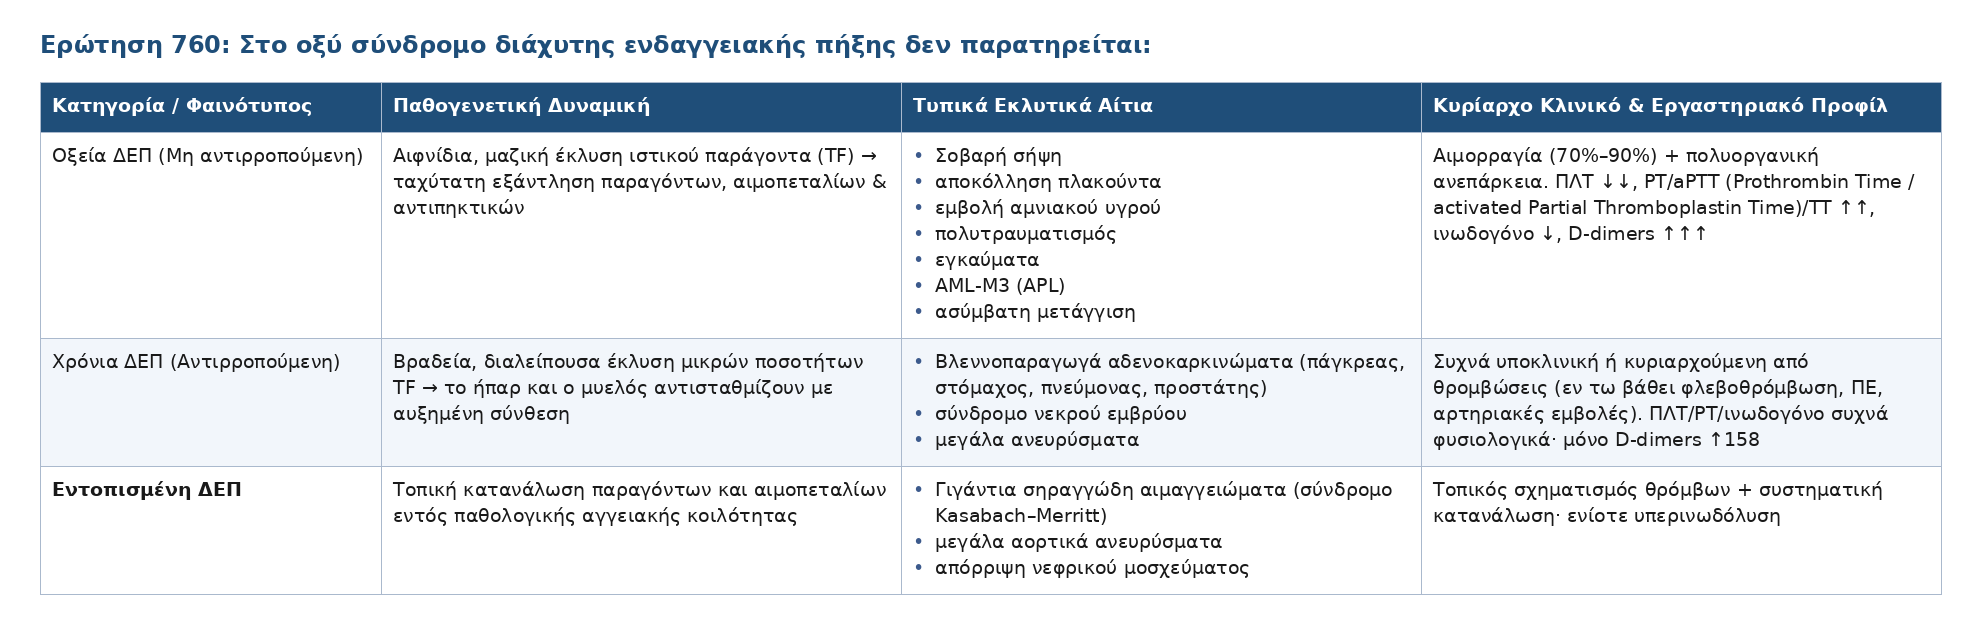 Ερώτηση 760: Στο οξύ σύνδρομο διάχυτης ενδαγγειακής πήξης δεν παρατηρείται:
Κατηγορία / Φαινότυπος
Παθογενετική Δυναμική
Τυπικά Εκλυτικά Αίτια
Κυρίαρχο Κλινικό & Εργαστηριακό Προφίλ
Οξεία ΔΕΠ (Μη αντιρροπούμενη)
Αιφνίδια, μαζική έκλυση ιστικού παράγοντα (TF) →
ταχύτατη εξάντληση παραγόντων, αιμοπεταλίων &
αντιπηκτικών
• Σοβαρή σήψη
• αποκόλληση πλακούντα
• εμβολή αμνιακού υγρού
• πολυτραυματισμός
• εγκαύματα
• AML-M3 (APL)
• ασύμβατη μετάγγιση
Αιμορραγία (70%–90%) + πολυοργανική
ανεπάρκεια. ΠΛΤ ↓↓, PT/aPTT (Prothrombin Time /
activated Partial Thromboplastin Time)/TT ↑↑,
ινωδογόνο ↓, D-dimers ↑↑↑
Χρόνια ΔΕΠ (Αντιρροπούμενη)
Βραδεία, διαλείπουσα έκλυση μικρών ποσοτήτων
TF → το ήπαρ και ο μυελός αντισταθμίζουν με
αυξημένη σύνθεση
• Βλεννοπαραγωγά αδενοκαρκινώματα (πάγκρεας,
στόμαχος, πνεύμονας, προστάτης)
• σύνδρομο νεκρού εμβρύου
• μεγάλα ανευρύσματα
Συχνά υποκλινική ή κυριαρχούμενη από
θρομβώσεις (εν τω βάθει φλεβοθρόμβωση, ΠΕ,
αρτηριακές εμβολές). ΠΛΤ/PT/ινωδογόνο συχνά
φυσιολογικά· μόνο D-dimers ↑158
Εντοπισμένη ΔΕΠ
Τοπική κατανάλωση παραγόντων και αιμοπεταλίων
εντός παθολογικής αγγειακής κοιλότητας
• Γιγάντια σηραγγώδη αιμαγγειώματα (σύνδρομο
Kasabach–Merritt)
• μεγάλα αορτικά ανευρύσματα
• απόρριψη νεφρικού μοσχεύματος
Τοπικός σχηματισμός θρόμβων + συστηματική
κατανάλωση· ενίοτε υπερινωδόλυση